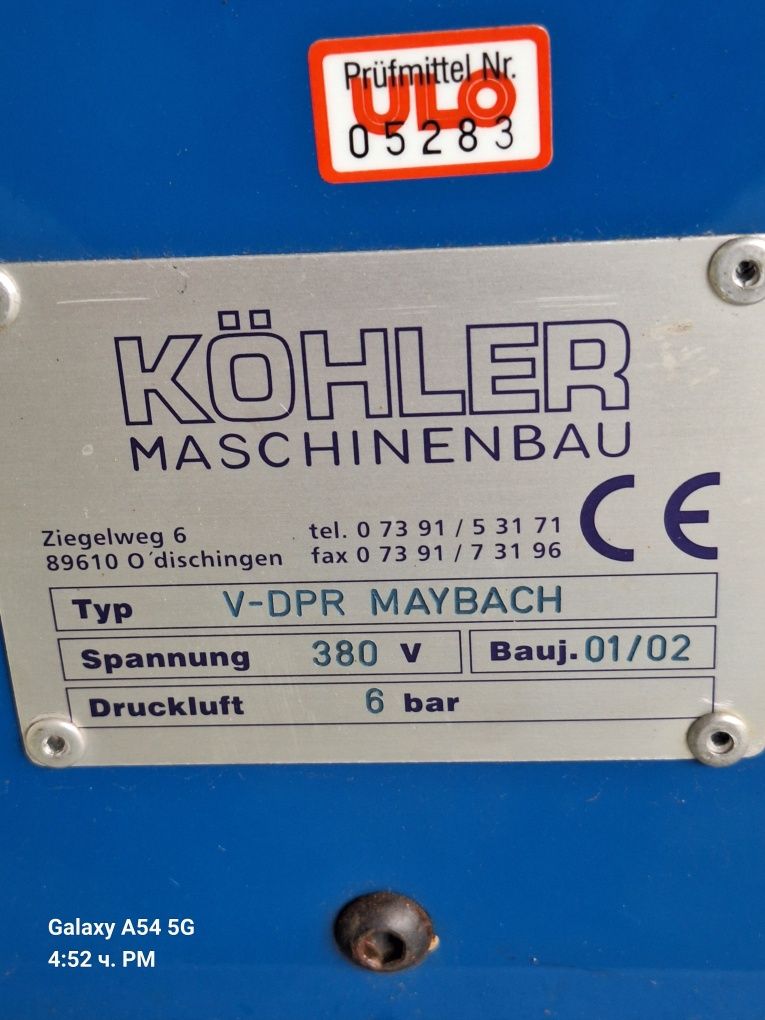 Prüfmittel Nr.
ULO
05283
KÖHLER
MASCHINENBAU
CE
Ziegelweg 6 tel. 0 73 91 / 5 31 71
89610 O´dischingen fax 0 73 91 / 7 31 96
Typ V-DPR MAYBACH
Spannung 380 V Bauj. 01/02
Druckluft 6 bar
Galaxy A54 5G
4:52 ч. PM